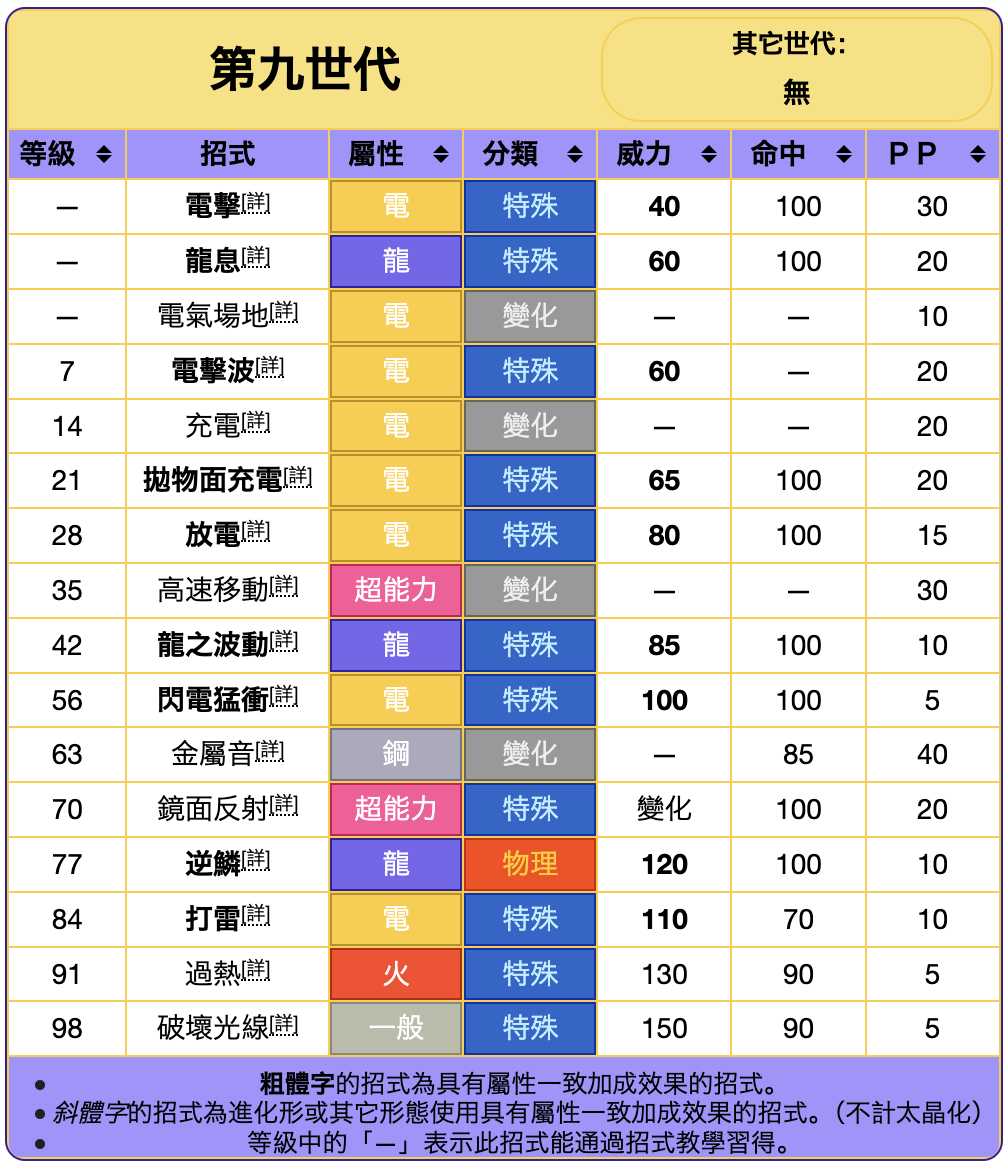 第九世代
其它世代：
無
等級 招式 屬性 分類 威力 命中 ＰＰ
— 電擊[詳] 電 特殊 40 100 30
— 龍息[詳] 龍 特殊 60 100 20
— 電氣場地[詳] 電 變化 — — 10
7 電擊波[詳] 電 特殊 60 — 20
14 充電[詳] 電 變化 — — 20
21 拋物面充電[詳] 電 特殊 65 100 20
28 放電[詳] 電 特殊 80 100 15
35 高速移動[詳] 超能力 變化 — — 30
42 龍之波動[詳] 龍 特殊 85 100 10
56 閃電猛衝[詳] 電 特殊 100 100 5
63 金屬音[詳] 鋼 變化 — 85 40
70 鏡面反射[詳] 超能力 特殊 變化 100 20
77 逆鱗[詳] 龍 物理 120 100 10
84 打雷[詳] 電 特殊 110 70 10
91 過熱[詳] 火 特殊 130 90 5
98 破壞光線[詳] 一般 特殊 150 90 5
• 粗體字的招式為具有屬性一致加成效果的招式。
• 斜體字的招式為進化形或其它形態使用具有屬性一致加成效果的招式。（不計太晶化）
• 等級中的「—」表示此招式能通過招式教學習得。